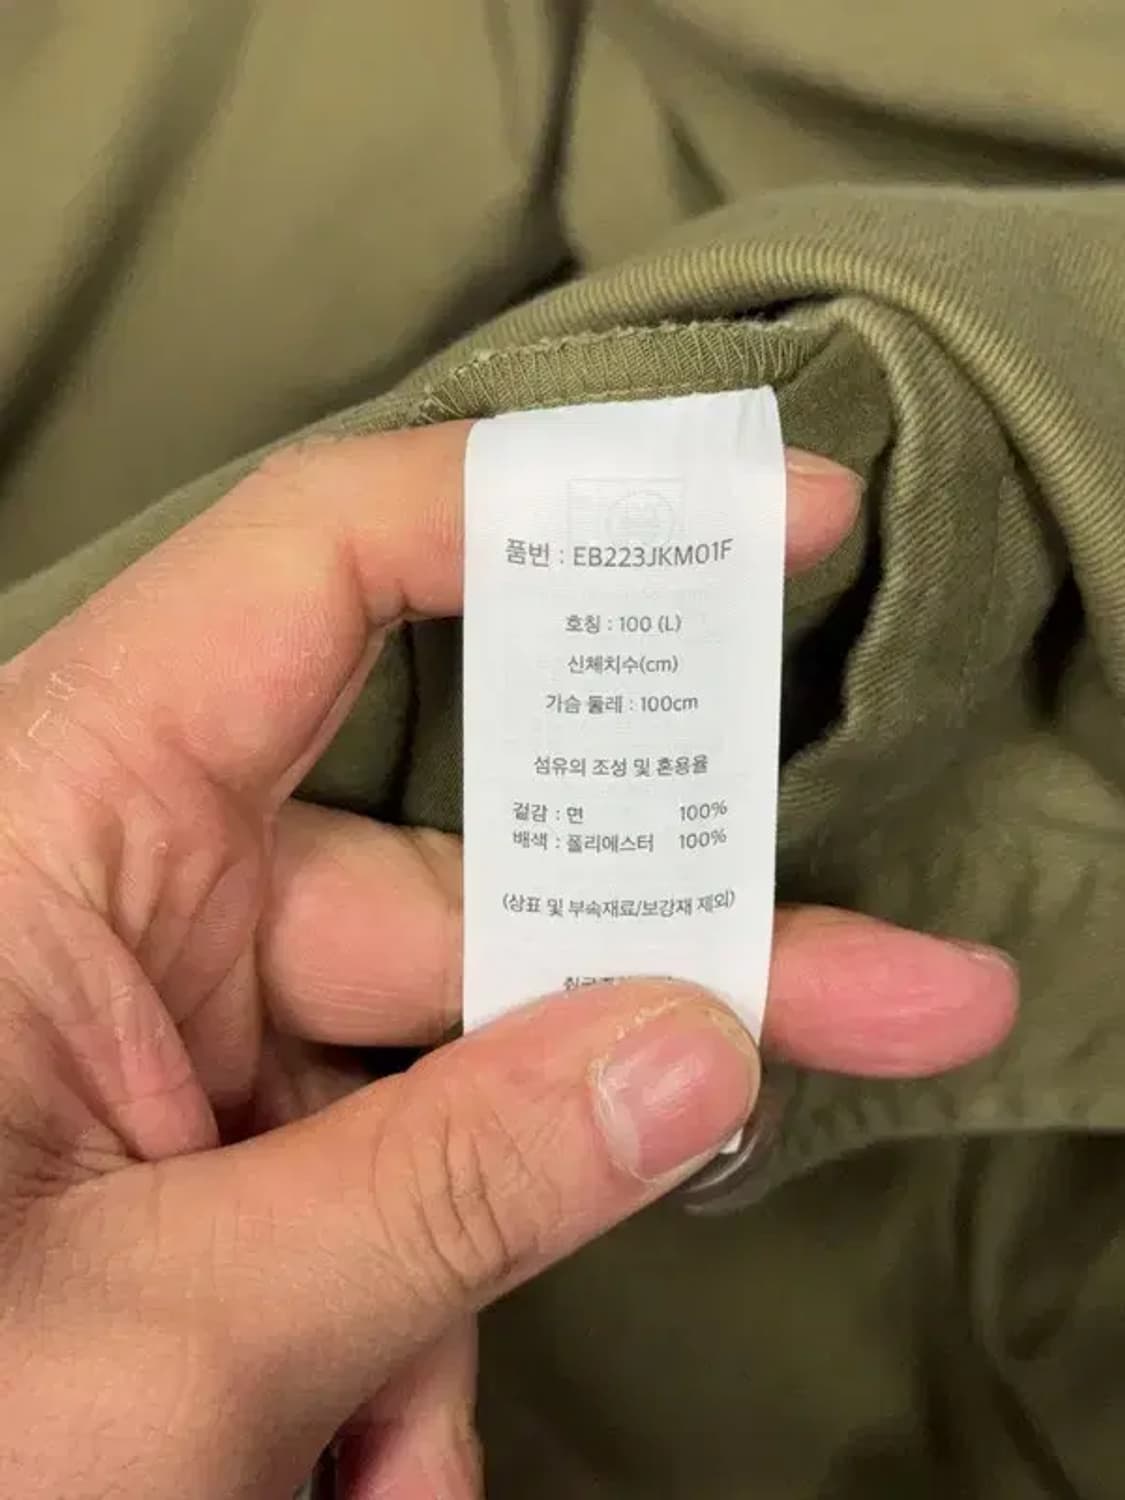 품번 : EB223JKM01F
호칭 : 100 (L)
신체치수(cm)
가슴 둘레 : 100cm
섬유의 조성 및 혼용율
겉감 : 면 100%
배색 : 폴리에스터 100%
(상표 및 부속재료/보강재 제외)